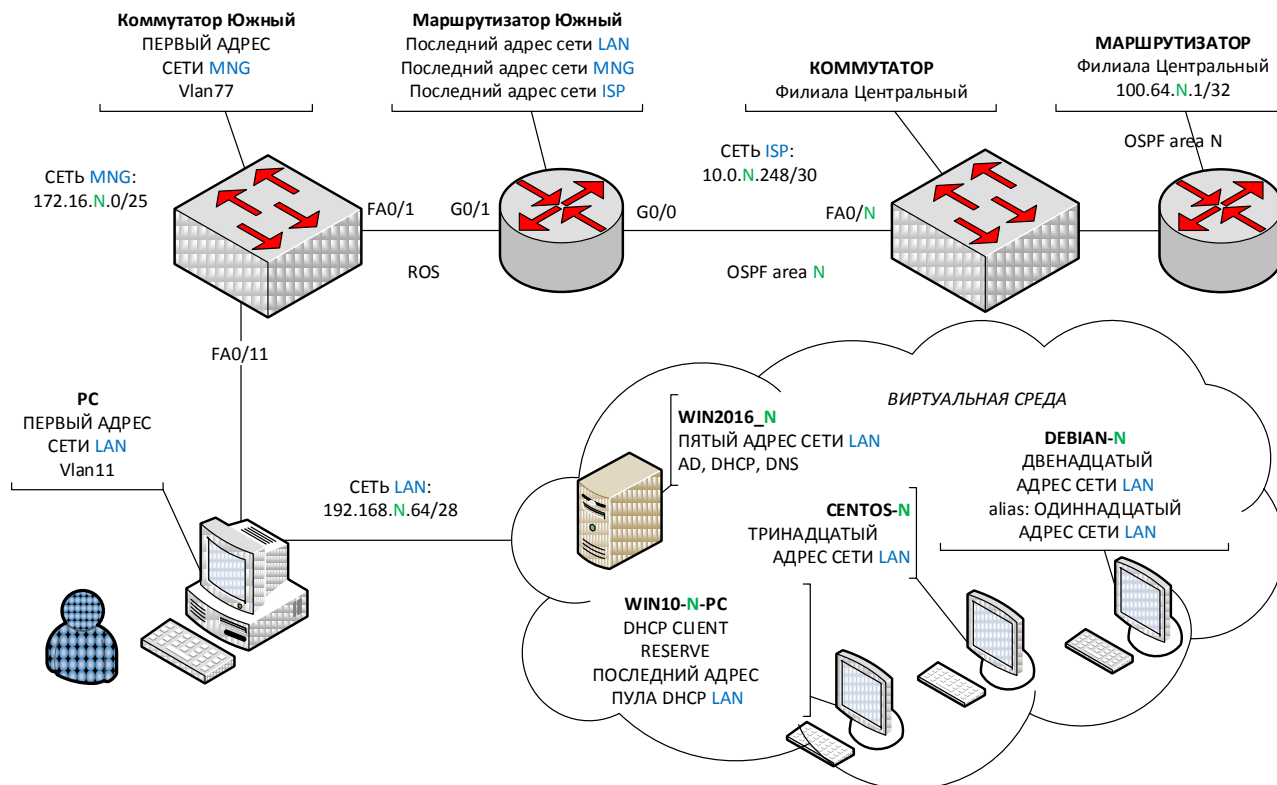 Коммутатор Южный
ПЕРВЫЙ АДРЕС
СЕТИ MNG
Vlan77
Маршрутизатор Южный
Последний адрес сети LAN
Последний адрес сети MNG
Последний адрес сети ISP
КОММУТАТОР
Филиала Центральный
МАРШРУТИЗАТОР
Филиала Центральный
100.64.N.1/32
OSPF area N
СЕТЬ MNG:
172.16.N.0/25
FA0/1
G0/1
ROS
СЕТЬ ISP:
10.0.N.248/30
G0/0
FA0/N
OSPF area N
FA0/11
PC
ПЕРВЫЙ АДРЕС
СЕТИ LAN
Vlan11
СЕТЬ LAN:
192.168.N.64/28
ВИРТУАЛЬНАЯ СРЕДА
WIN2016_N
ПЯТЫЙ АДРЕС СЕТИ LAN
AD, DHCP, DNS
DEBIAN-N
ДВЕНАДЦАТЫЙ
АДРЕС СЕТИ LAN
alias: ОДИННАДЦАТЫЙ
АДРЕС СЕТИ LAN
CENTOS-N
ТРИНАДЦАТЫЙ
АДРЕС СЕТИ LAN
WIN10-N-PC
DHCP CLIENT
RESERVE
ПОСЛЕДНИЙ АДРЕС
ПУЛА DHCP LAN